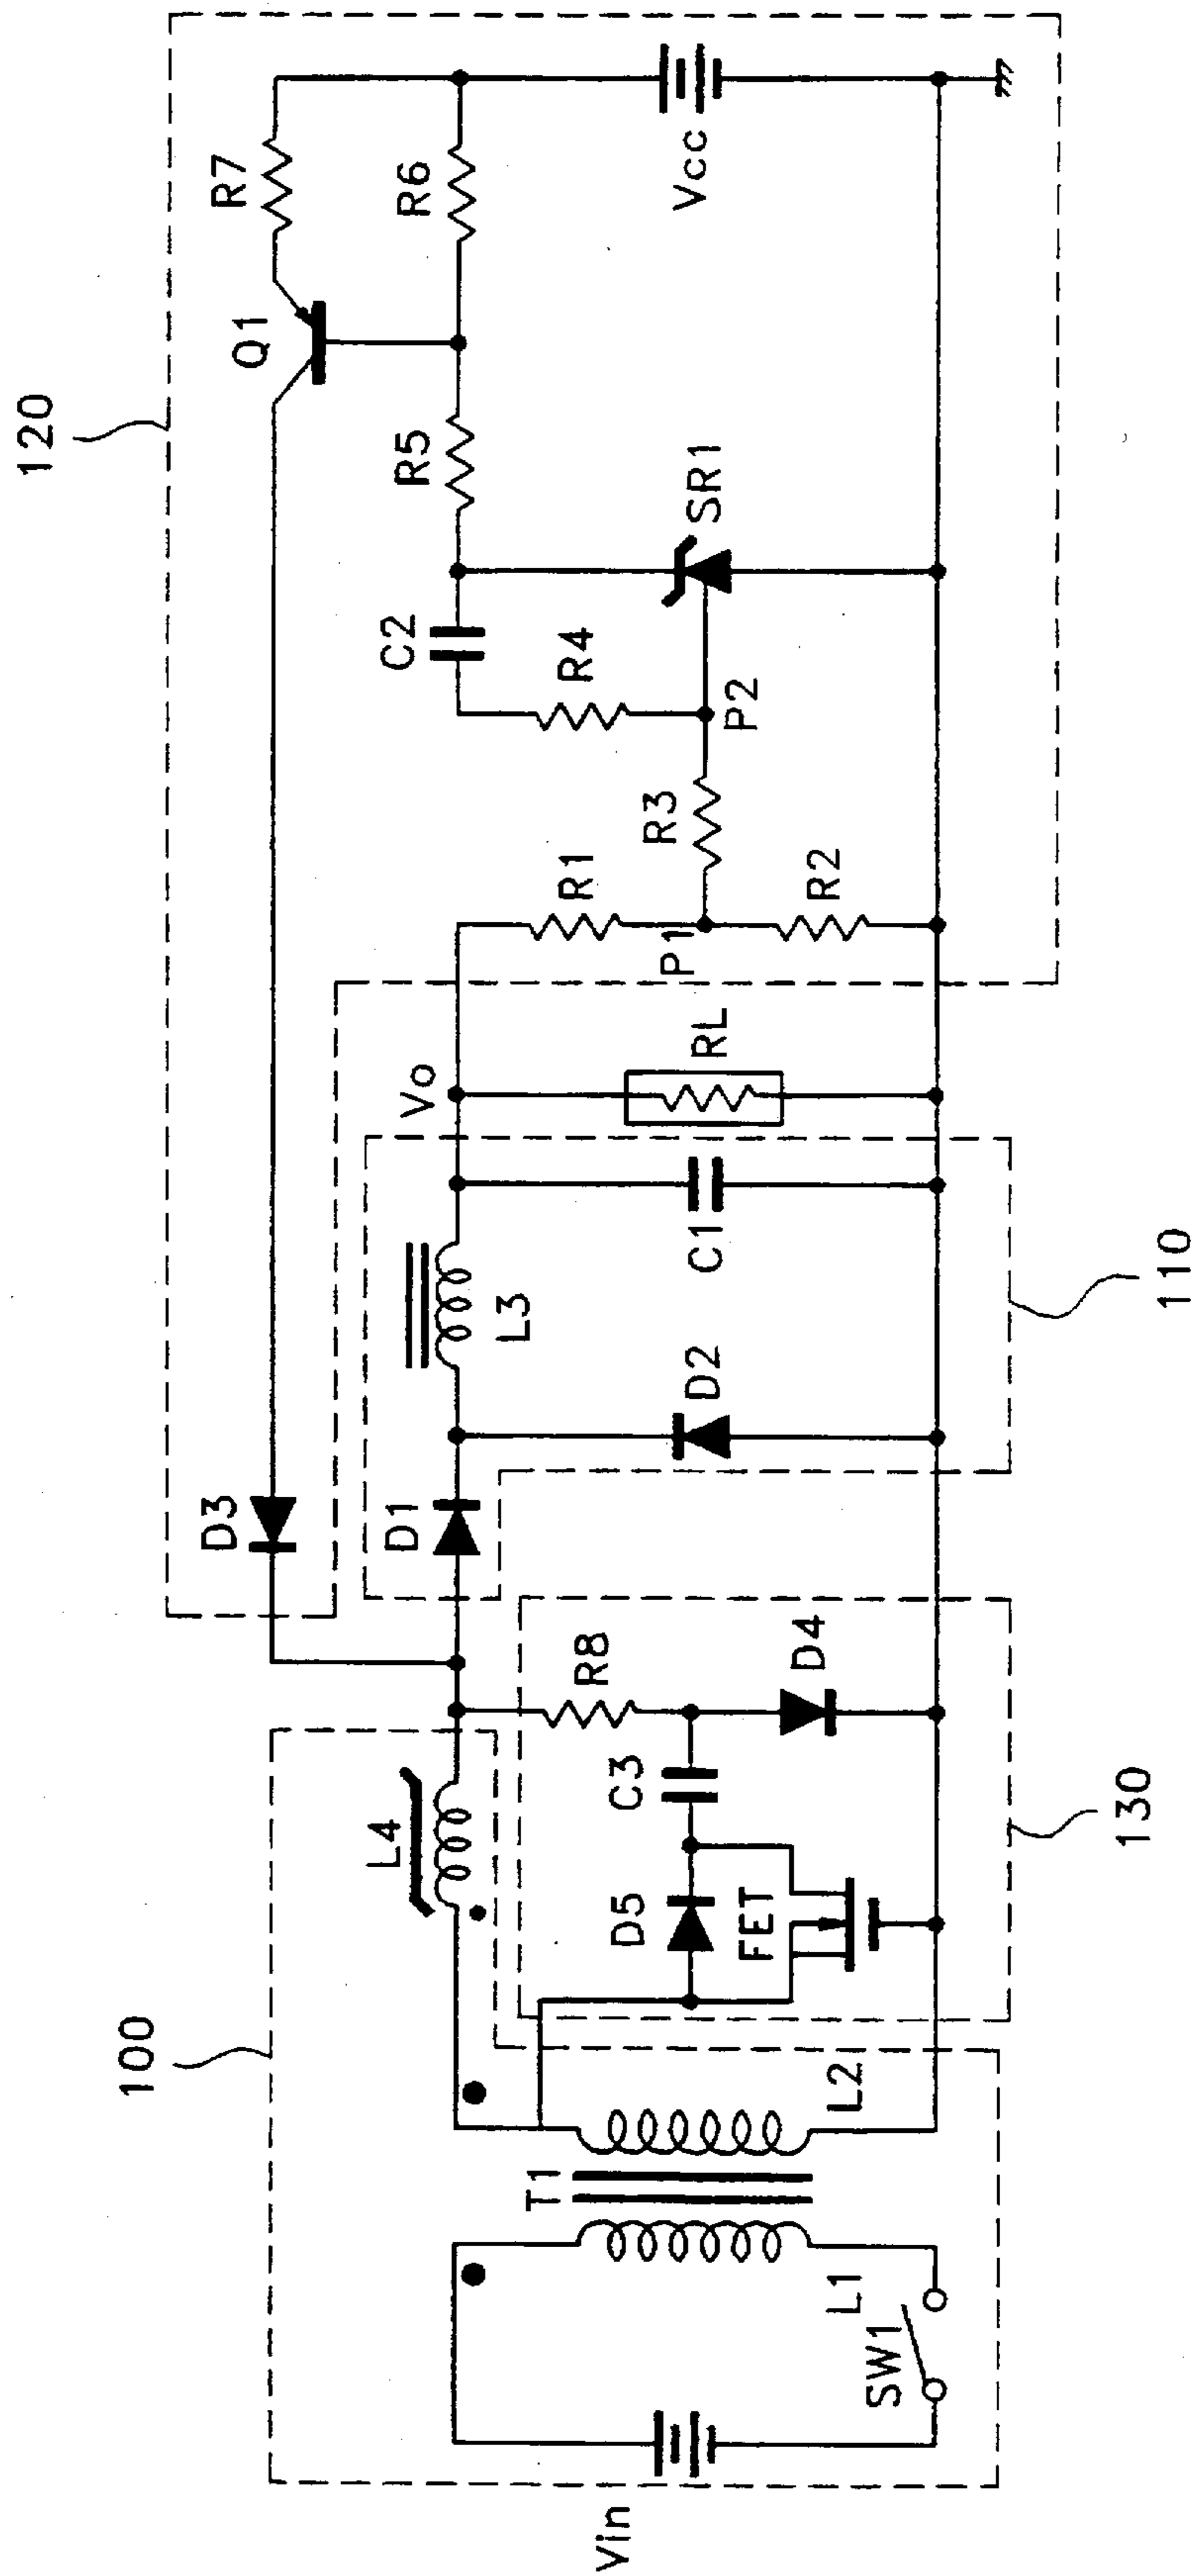 120
R7
Q1
R6
Vcc
R5
SR1
C2
R4
P2
R3
R1
R2
P1
Vo
RL
C1
L3
D2
110
D3
D1
R8
D4
L4
C3
130
D5
FET
100
L2
T1
L1
SW1
Vin